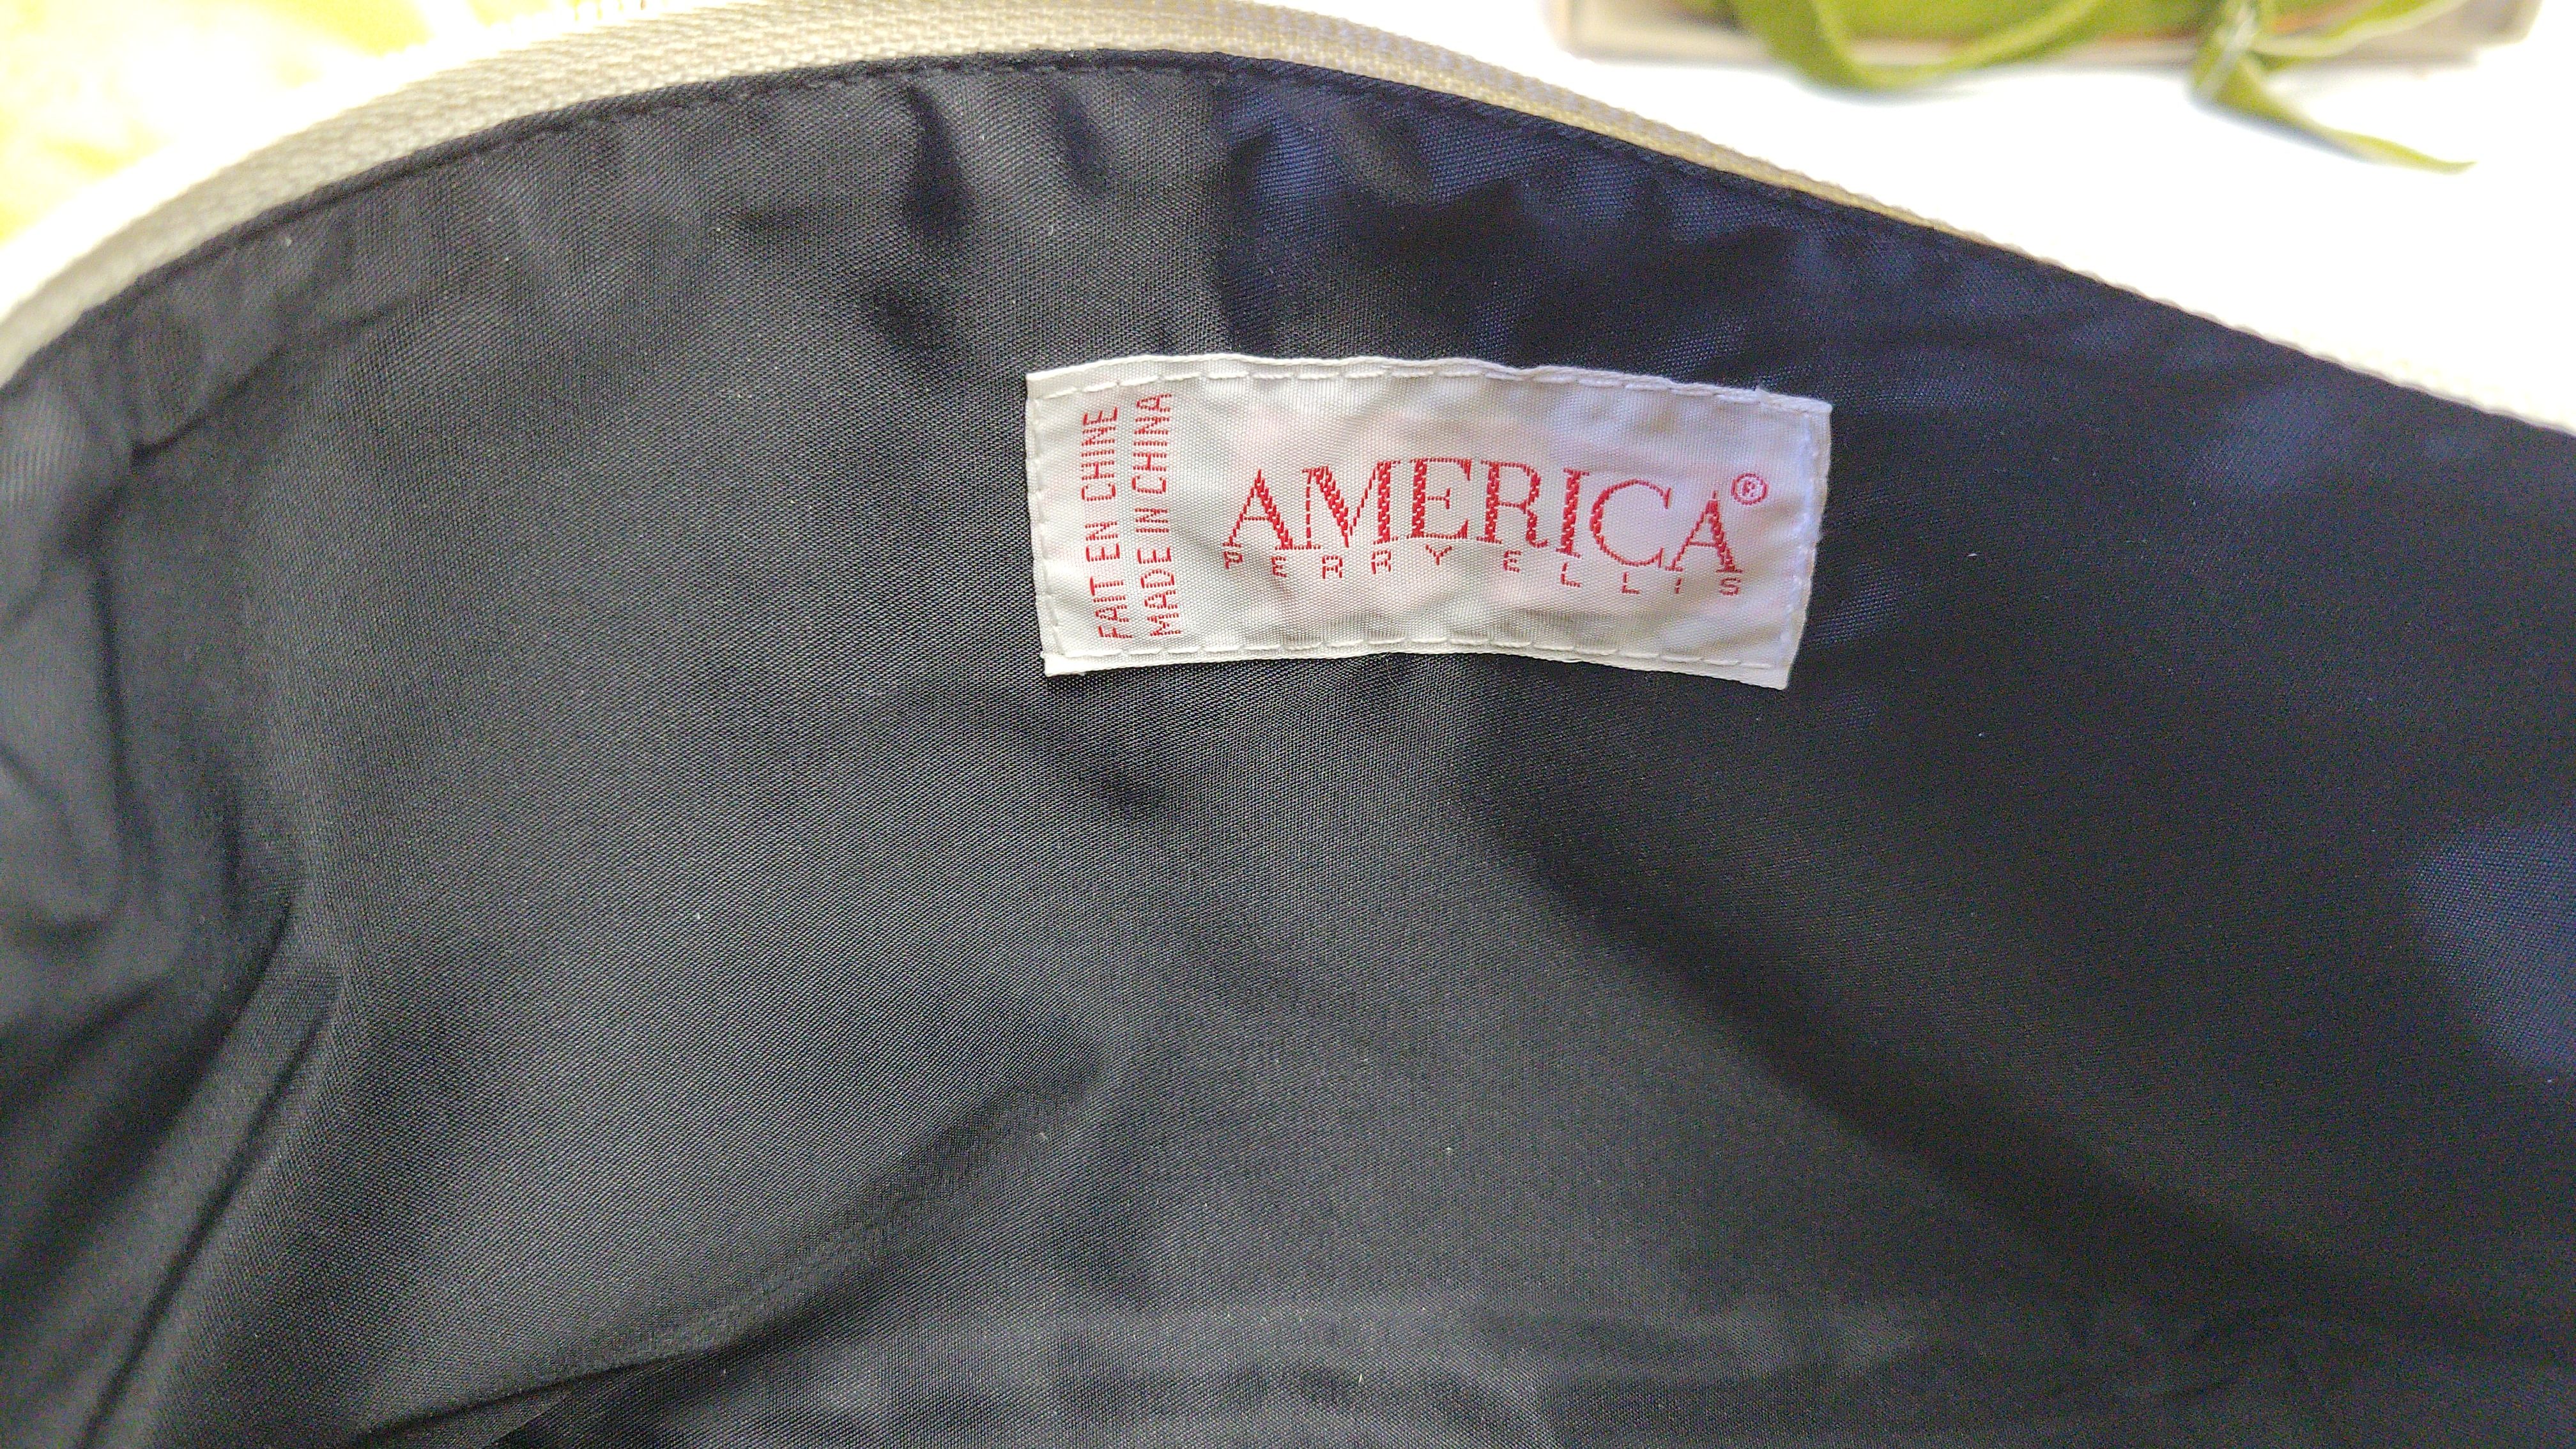 FAIT EN CHINE
MADE IN CHINA
AMERICA®
PERRY ELLIS